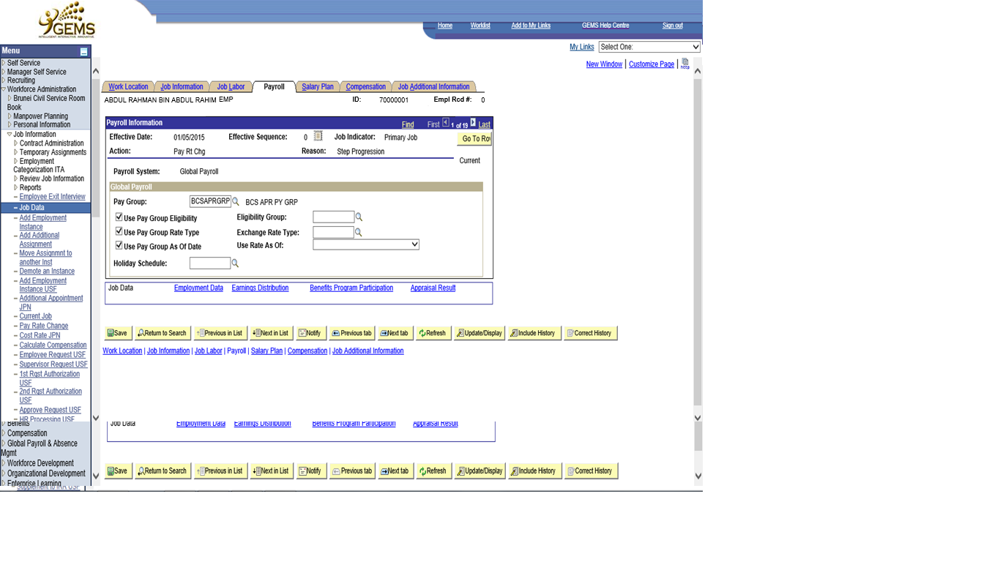 GEMS
INTELLIGENT INTERACTIVE INNOVATIVE
Home Worklist Add to My Links GEMS Help Centre Sign out
My Links Select One:
New Window | Customize Page |
http
Menu
Self Service
Manager Self Service
Recruiting
Workforce Administration
Brunei Civil Service Room
Book
Manpower Planning
Personal Information
Job Information
Contract Administration
Temporary Assignments
Employment
Categorization ITA
Review Job Information
Reports
Employee Exit Interview
Job Data
Add Employment
Instance
Add Additional
Assignment
Move Assignmnt to
another Inst
Demote an Instance
Add Employment
Instance USF
Additional Appointment
JPN
Current Job
Pay Rate Change
Cost Rate JPN
Calculate Compensation
Employee Request USF
Supervisor Request USF
1st Rqst Authorization
USF
2nd Rqst Authorization
USF
Approve Request USF
HR Processing USF
Benefits
Compensation
Global Payroll & Absence
Mgmt
Workforce Development
Organizational Development
Enterprise Learning
Supplement to IRR USF
Work Location Job Information Job Labor Payroll Salary Plan Compensation Job Additional Information
ABDUL RAHMAN BIN ABDUL RAHIM EMP ID: 70000001 Empl Rcd #: 0
Payroll Information Find First 1 of 19 Last
Effective Date: 01/05/2015 Effective Sequence: 0 Job Indicator: Primary Job Go To Ro
Action: Pay Rt Chg Reason: Step Progression
Current
Payroll System: Global Payroll
Global Payroll
Pay Group: BCSAPRGRP BCS APR PY GRP
Use Pay Group Eligibility Eligibility Group:
Use Pay Group Rate Type Exchange Rate Type:
Use Pay Group As Of Date Use Rate As Of:
Holiday Schedule:
Job Data Employment Data Earnings Distribution Benefits Program Participation Appraisal Result
Save Return to Search Previous in List Next in List Notify Previous tab Next tab Refresh Update/Display Include History Correct History
Work Location | Job Information | Job Labor | Payroll | Salary Plan | Compensation | Job Additional Information
Job Data Employment Data Earnings Distribution Benefits Program Participation Appraisal Result
Save Return to Search Previous in List Next in List Notify Previous tab Next tab Refresh Update/Display Include History Correct History